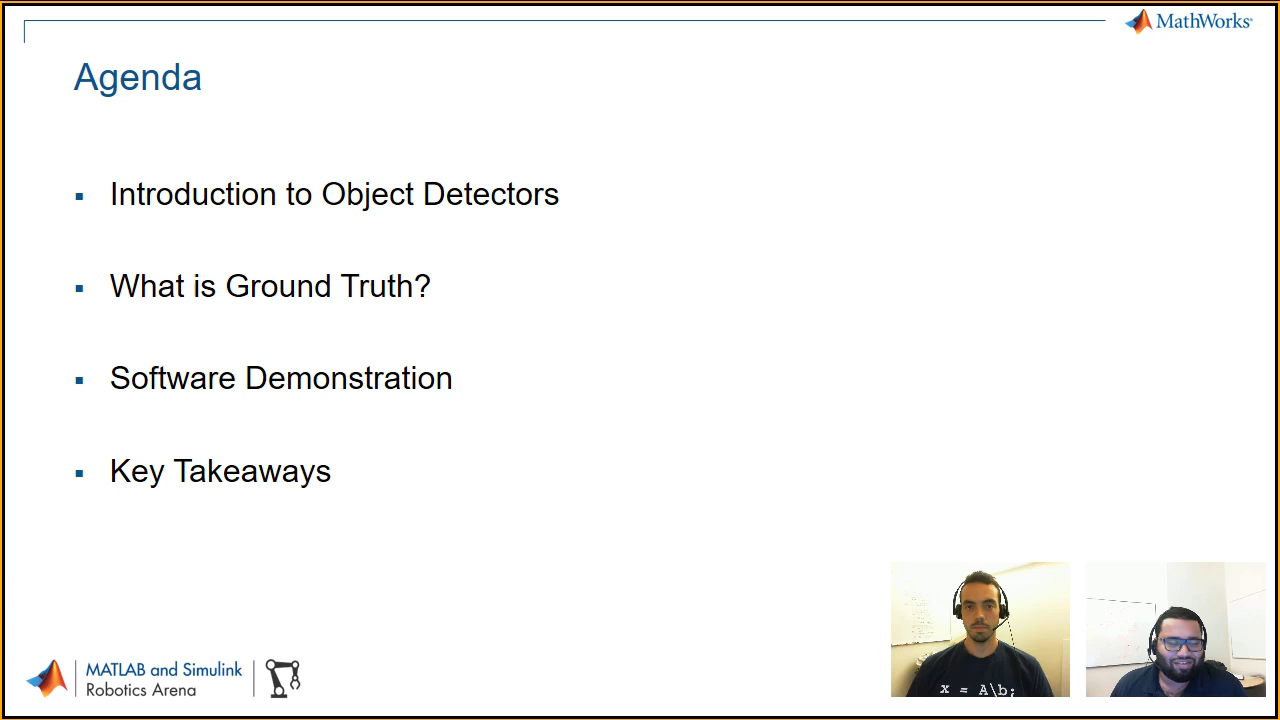 MathWorks®
Agenda
Introduction to Object Detectors
What is Ground Truth?
Software Demonstration
Key Takeaways
x = A\b;
MATLAB and Simulink
Robotics Arena